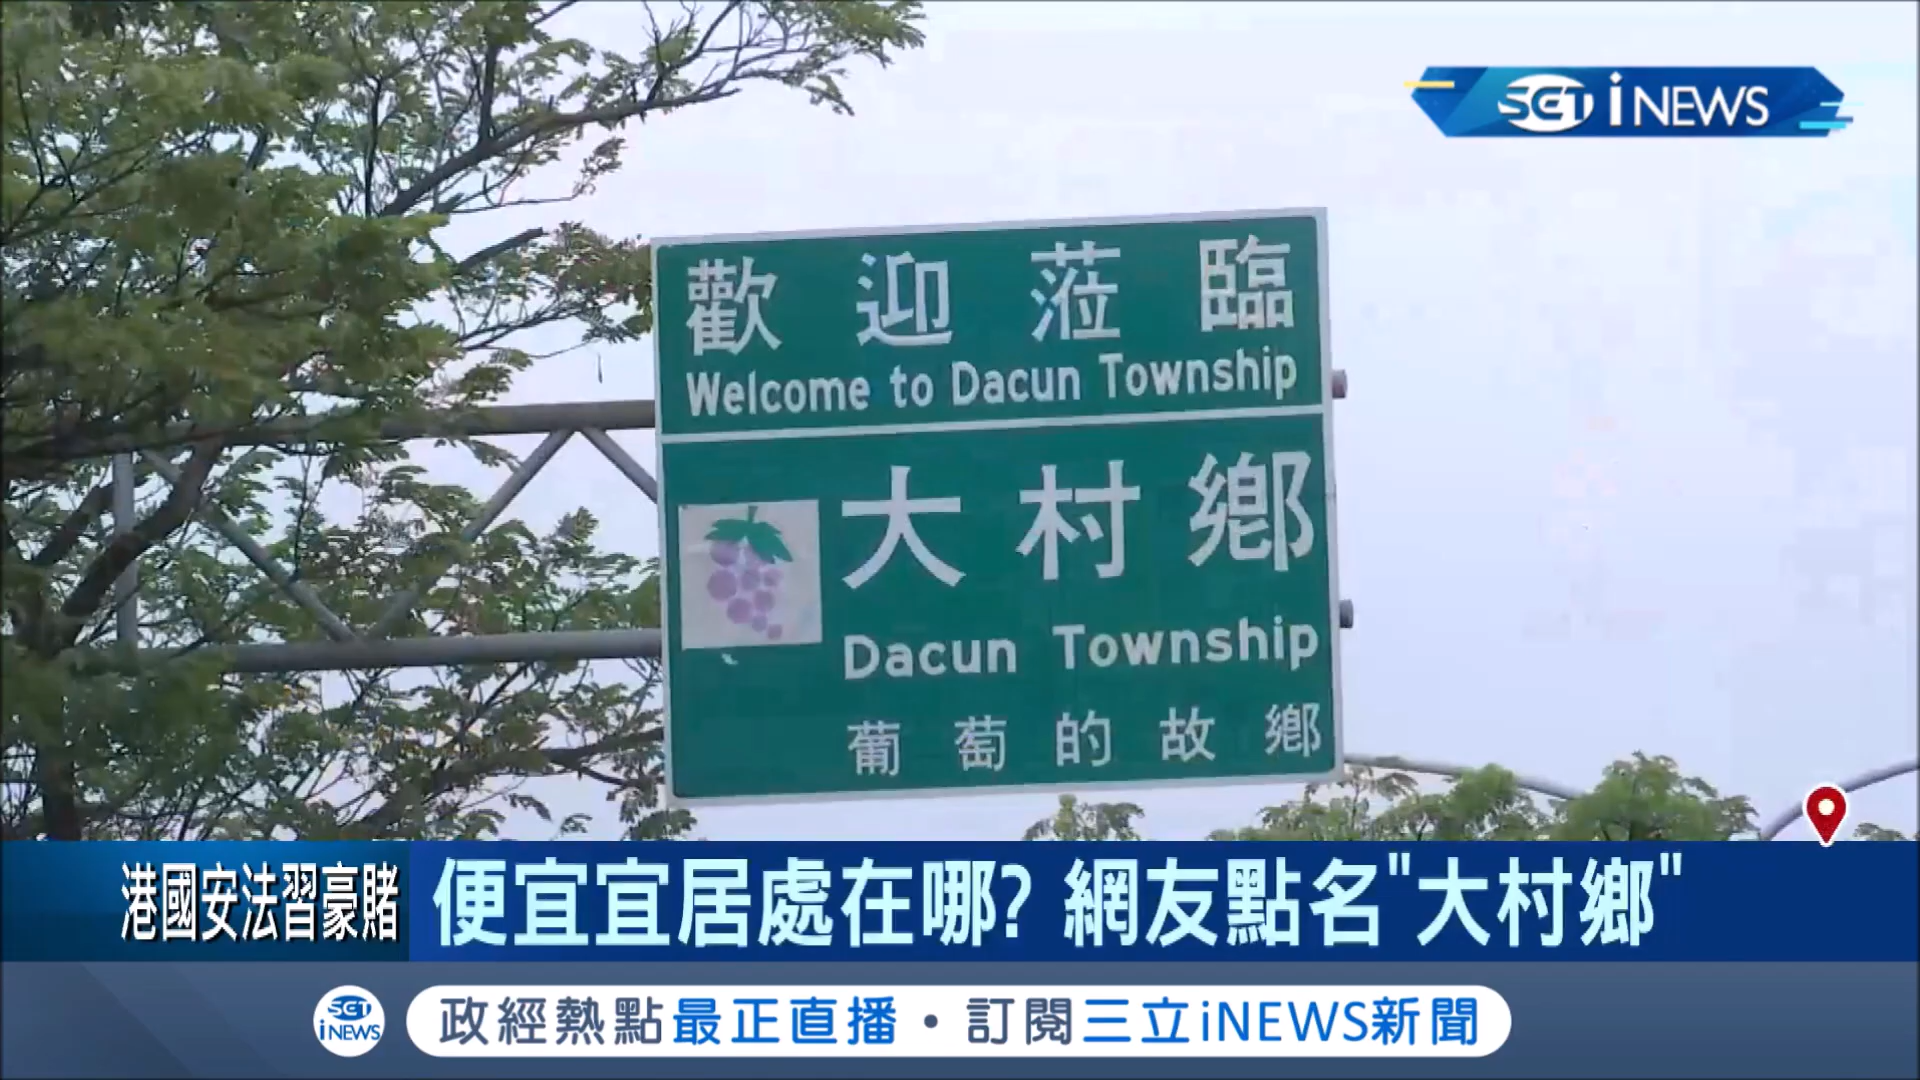 SET iNEWS
歡迎蒞臨
Welcome to Dacun Township
大村鄉
Dacun Township
葡萄的故鄉
港國安法習豪賭
便宜宜居處在哪? 網友點名"大村鄉"
SET iNEWS
政經熱點最正直播・訂閱三立iNEWS新聞